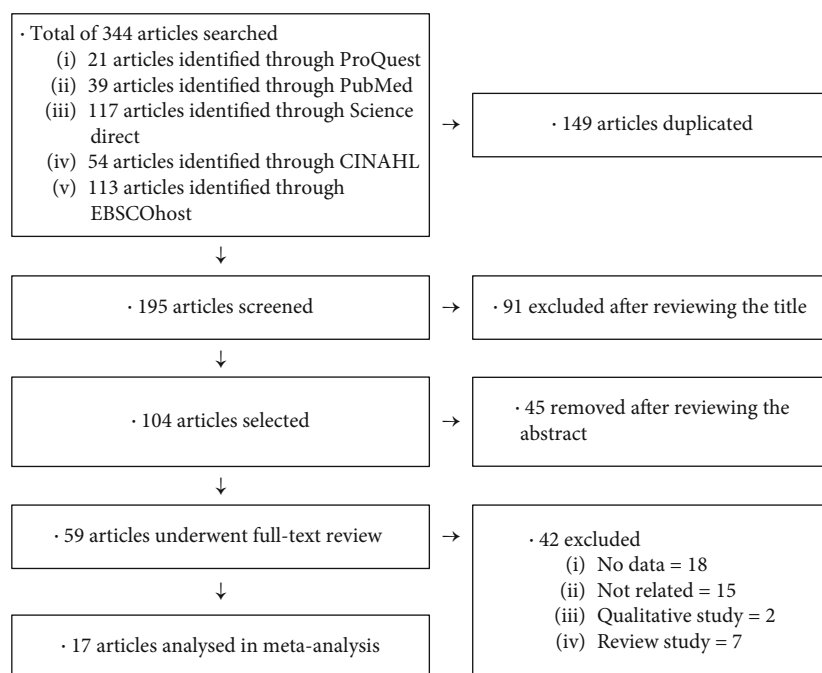 · Total of 344 articles searched
(i) 21 articles identified through ProQuest
(ii) 39 articles identified through PubMed
(iii) 117 articles identified through Science
direct
(iv) 54 articles identified through CINAHL
(v) 113 articles identified through
EBSCOhost
· 149 articles duplicated
· 195 articles screened
· 91 excluded after reviewing the title
· 104 articles selected
· 45 removed after reviewing the
abstract
· 59 articles underwent full-text review
· 42 excluded
(i) No data = 18
(ii) Not related = 15
(iii) Qualitative study = 2
(iv) Review study = 7
· 17 articles analysed in meta-analysis